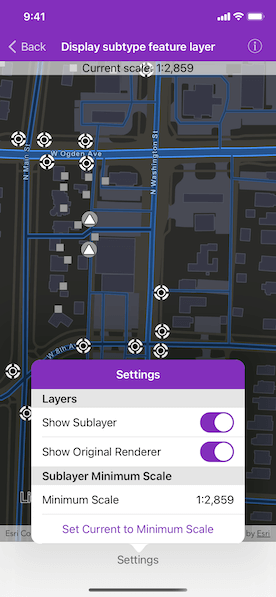 9:41
Back
Display subtype feature layer
Current scale: 1:2,859
N Main St
W Ogden Ave
N Washington St
W 8th A
Settings
Layers
Show Sublayer
Show Original Renderer
Sublayer Minimum Scale
Minimum Scale 1:2,859
Set Current to Minimum Scale
Li
Esri Co
by Esri
Settings